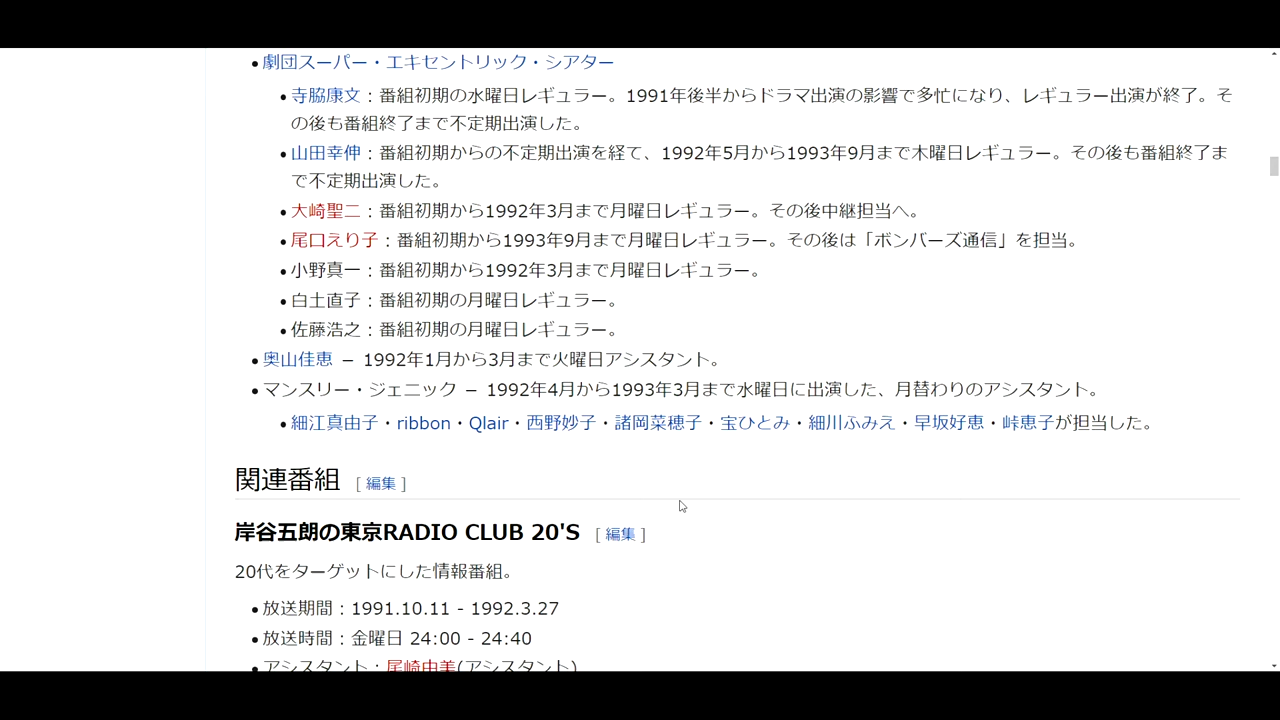 •劇団スーパー・エキセントリック・シアター
•寺脇康文：番組初期の水曜日レギュラー。1991年後半からドラマ出演の影響で多忙になり、レギュラー出演が終了。そ
の後も番組終了まで不定期出演した。
•山田幸伸：番組初期からの不定期出演を経て、1992年5月から1993年9月まで木曜日レギュラー。その後も番組終了ま
で不定期出演した。
•大崎聖二：番組初期から1992年3月まで月曜日レギュラー。その後中継担当へ。
•尾口えり子：番組初期から1993年9月まで月曜日レギュラー。その後は「ボンバーズ通信」を担当。
•小野真一：番組初期から1992年3月まで月曜日レギュラー。
•白土直子：番組初期の月曜日レギュラー。
•佐藤浩之：番組初期の月曜日レギュラー。
•奥山佳恵 － 1992年1月から3月まで火曜日アシスタント。
•マンスリー・ジェニック － 1992年4月から1993年3月まで水曜日に出演した、月替わりのアシスタント。
•細江真由子・ribbon・Qlair・西野妙子・諸岡菜穂子・宝ひとみ・細川ふみえ・早坂好恵・峠恵子が担当した。
関連番組 [ 編集 ]
岸谷五朗の東京RADIO CLUB 20'S [ 編集 ]
20代をターゲットにした情報番組。
•放送期間：1991.10.11 - 1992.3.27
•放送時間：金曜日 24:00 - 24:40
•アシスタント：尾崎由美(アシスタント)